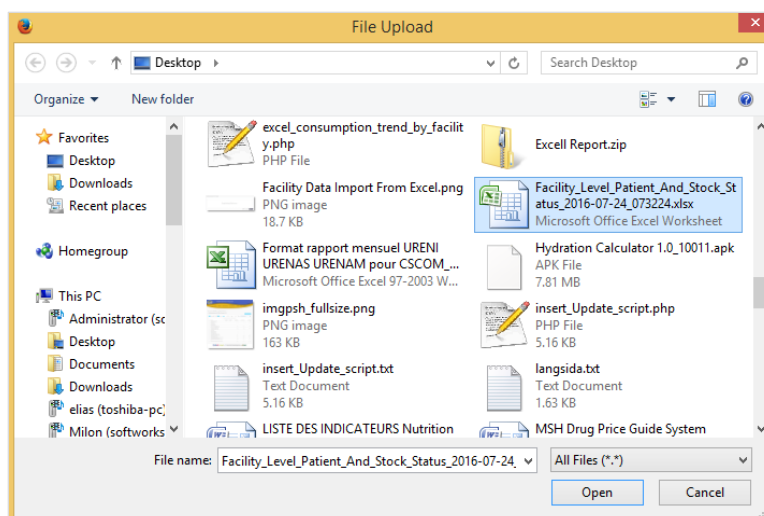 File Upload
Desktop
Search Desktop
Organize
New folder
Favorites
Desktop
Downloads
Recent places
Homegroup
This PC
Administrator (sc
Desktop
Documents
Downloads
elias (toshiba-pc)
Milon (softworks
excel_consumption_trend_by_facilit
y.php
PHP File
Excell Report.zip
Facility Data Import From Excel.png
PNG image
18.7 KB
Facility_Level_Patient_And_Stock_St
atus_2016-07-24_073224.xlsx
Microsoft Office Excel Worksheet
Format rapport mensuel URENI
URENAS URENAM pour CSCOM_...
Microsoft Office Excel 97-2003 W...
Hydration Calculator 1.0_10011.apk
APK File
7.81 MB
imgpsh_fullsize.png
PNG image
163 KB
insert_Update_script.php
PHP File
5.16 KB
insert_Update_script.txt
Text Document
5.16 KB
langsida.txt
Text Document
1.63 KB
LISTE DES INDICATEURS Nutrition
MSH Drug Price Guide System
File name:
Facility_Level_Patient_And_Stock_Status_2016-07-24_
All Files (*.*)
Open
Cancel